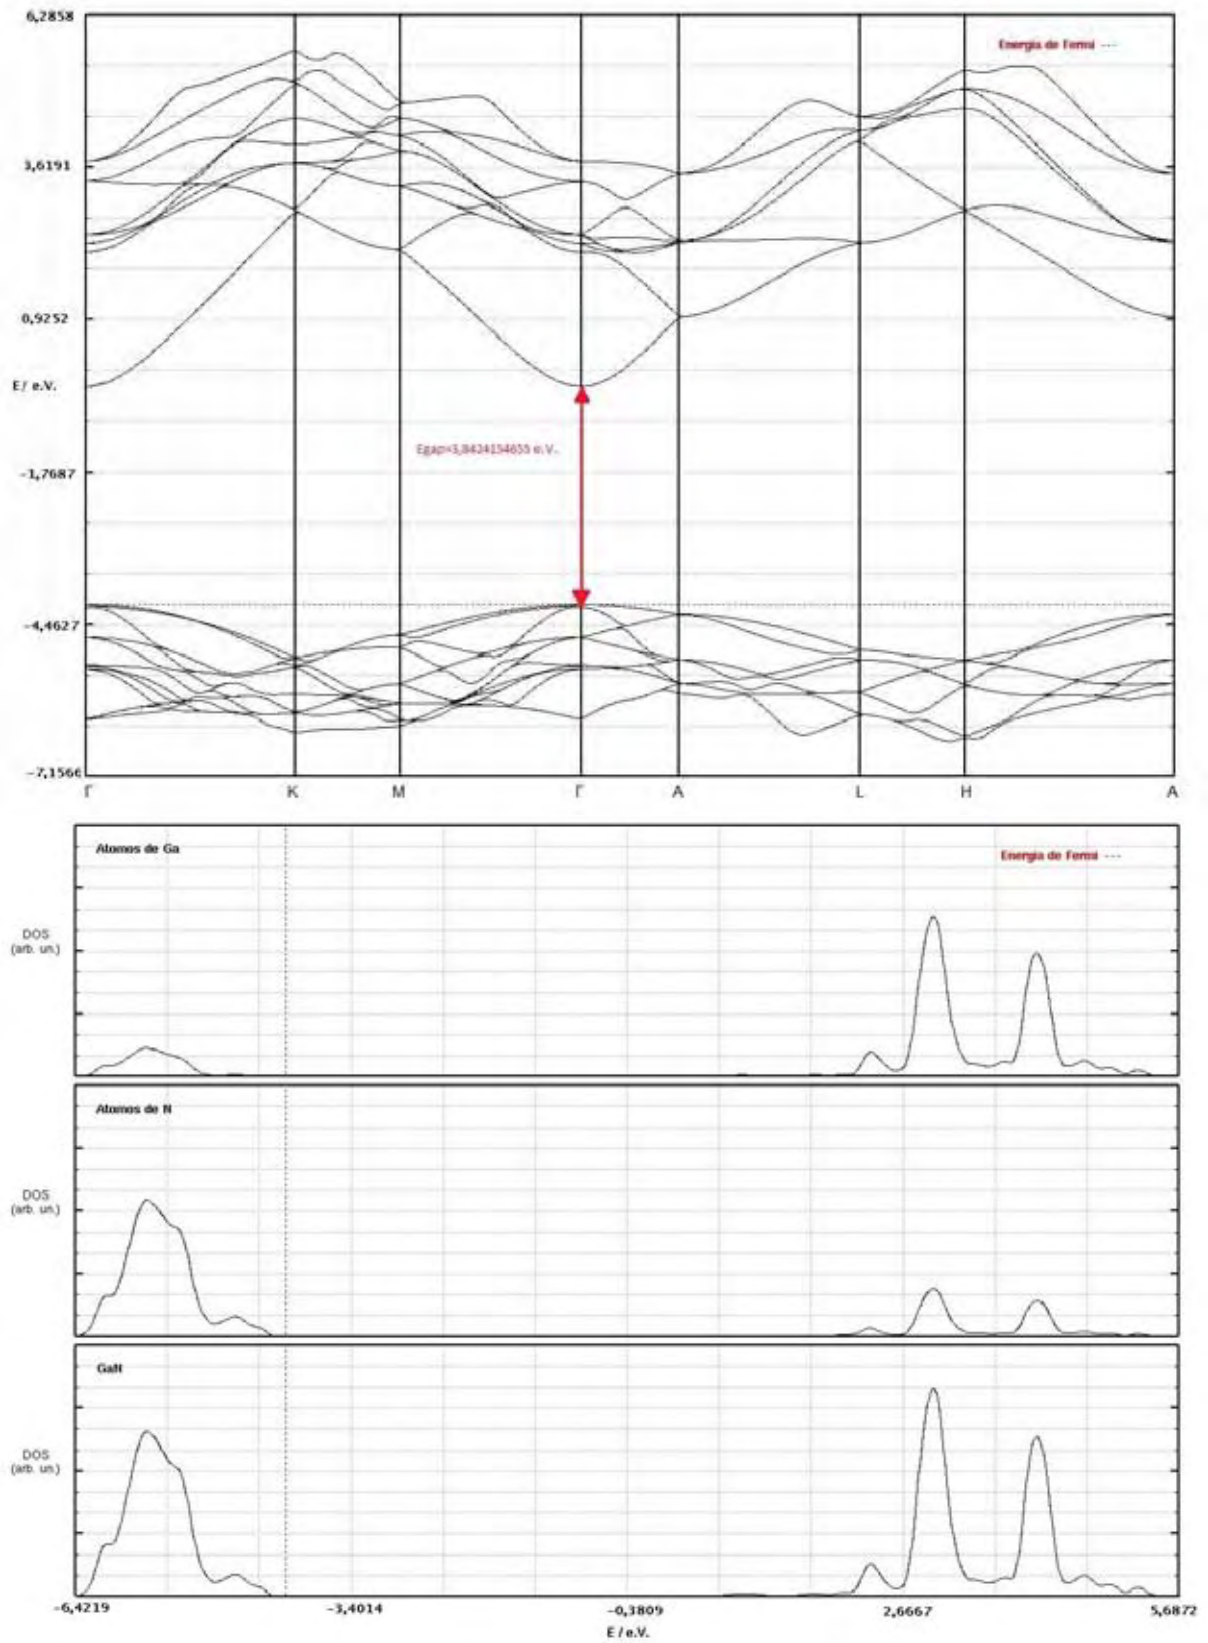 6,2858
Energía de Fermi ---
3,6191
0,9252
E / e.V.
Egap=3,8424154655 e.V.
-1,7687
-4,4627
-7,1566
Γ K M Γ A L H A
Atomos de Ga
Energía de Fermi ---
DOS
(arb. un.)
Atomos de N
DOS
(arb. un.)
GaN
DOS
(arb. un.)
-6,4219 -3,4014 -0,3809 2,6667 5,6872
E / e.V.